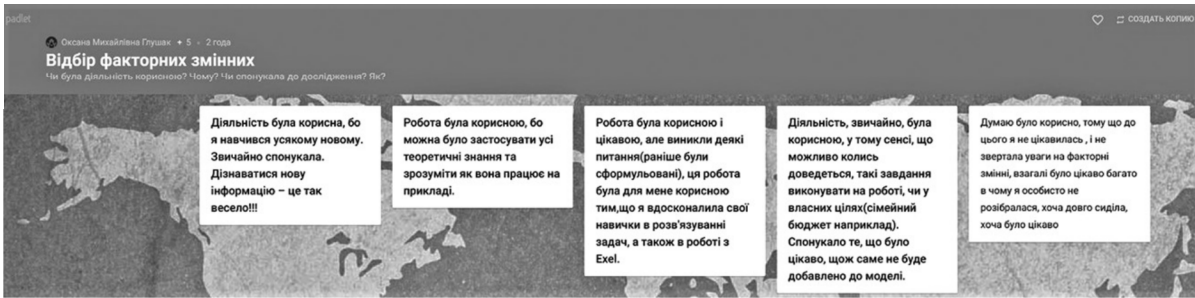 padlet
СОЗДАТЬ КОПИЮ
Оксана Михайлівна Глушак + 5 • 2 года
Відбір факторних змінних
Чи була діяльність корисною? Чому? Чи спонукала до дослідження? Як?
Діяльність була корисна, бо
я навчився усякому новому.
Звичайно спонукала.
Дізнаватися нову
інформацію – це так
весело!!!
Робота була корисною, бо
можна було застосувати усі
теоретичні знання та
зрозуміти як вона працює на
прикладі.
Робота була корисною і
цікавою, але виникли деякі
питання(раніше були
сформульовані), ця робота
була для мене корисною
тим,що я вдосконалила свої
навички в розв'язуванні
задач, а також в роботі з
Exel.
Діяльність, звичайно, була
корисною, у тому сенсі, що
можливо колись
доведеться, такі завдання
виконувати на роботі, чи у
власних цілях(сімейний
бюджет наприклад).
Спонукало те, що було
цікаво, щож саме не буде
добавлено до моделі.
Думаю було корисно, тому що до
цього я не цікавилась , і не
звертала уваги на факторні
змінні, взагалі було цікаво багато
в чому я особисто не
розібралася, хоча довго сиділа,
хоча було цікаво